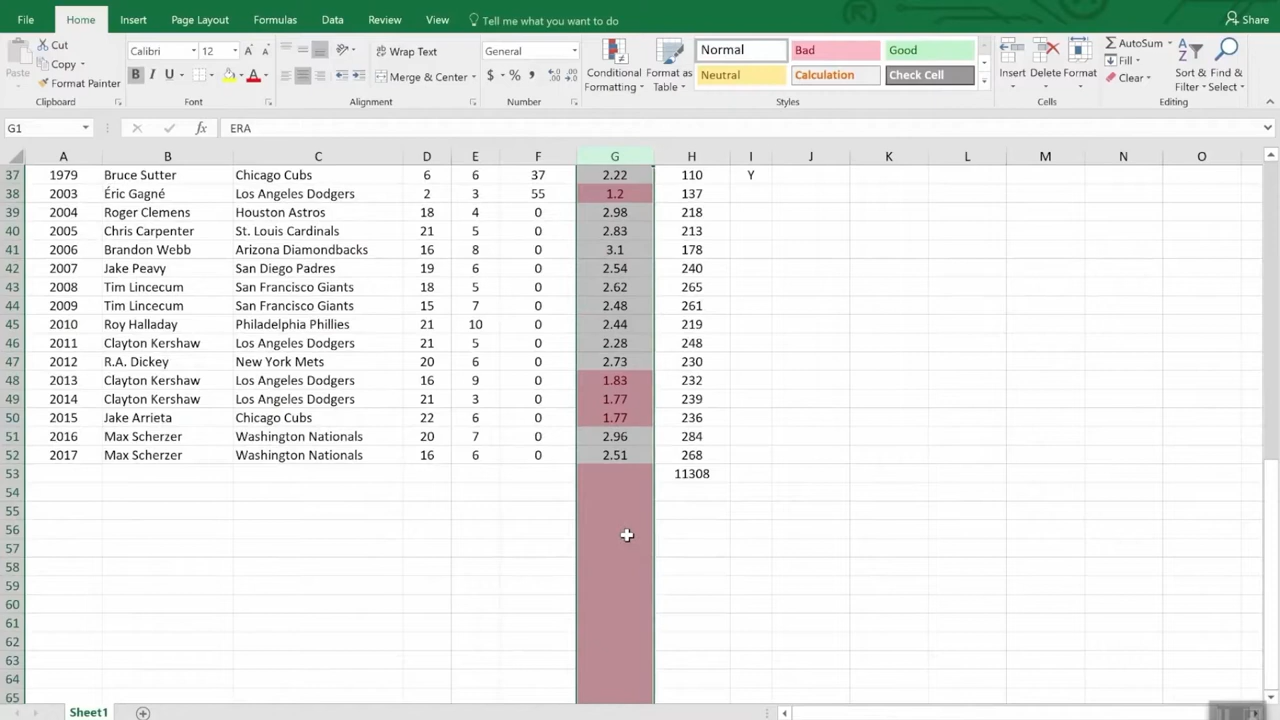 File Home Insert Page Layout Formulas Data Review View Tell me what you want to do Share
Paste Cut Copy Format Painter
Calibri 12 A A B I U
Wrap Text Merge & Center
General $ % , .0 .00
Conditional Formatting Format as Table
Normal Bad Good
Neutral Calculation Check Cell
Insert Delete Format
AutoSum Fill Clear Sort & Filter Find & Select
Clipboard Font Alignment Number Styles Cells Editing
G1 fx ERA
A B C D E F G H I J K L M N O
37 1979 Bruce Sutter Chicago Cubs 6 6 37 2.22 110 Y
38 2003 Éric Gagné Los Angeles Dodgers 2 3 55 1.2 137
39 2004 Roger Clemens Houston Astros 18 4 0 2.98 218
40 2005 Chris Carpenter St. Louis Cardinals 21 5 0 2.83 213
41 2006 Brandon Webb Arizona Diamondbacks 16 8 0 3.1 178
42 2007 Jake Peavy San Diego Padres 19 6 0 2.54 240
43 2008 Tim Lincecum San Francisco Giants 18 5 0 2.62 265
44 2009 Tim Lincecum San Francisco Giants 15 7 0 2.48 261
45 2010 Roy Halladay Philadelphia Phillies 21 10 0 2.44 219
46 2011 Clayton Kershaw Los Angeles Dodgers 21 5 0 2.28 248
47 2012 R.A. Dickey New York Mets 20 6 0 2.73 230
48 2013 Clayton Kershaw Los Angeles Dodgers 16 9 0 1.83 232
49 2014 Clayton Kershaw Los Angeles Dodgers 21 3 0 1.77 239
50 2015 Jake Arrieta Chicago Cubs 22 6 0 1.77 236
51 2016 Max Scherzer Washington Nationals 20 7 0 2.96 284
52 2017 Max Scherzer Washington Nationals 16 6 0 2.51 268
53 11308
54
55
56
57
58
59
60
61
62
63
64
65
Sheet1